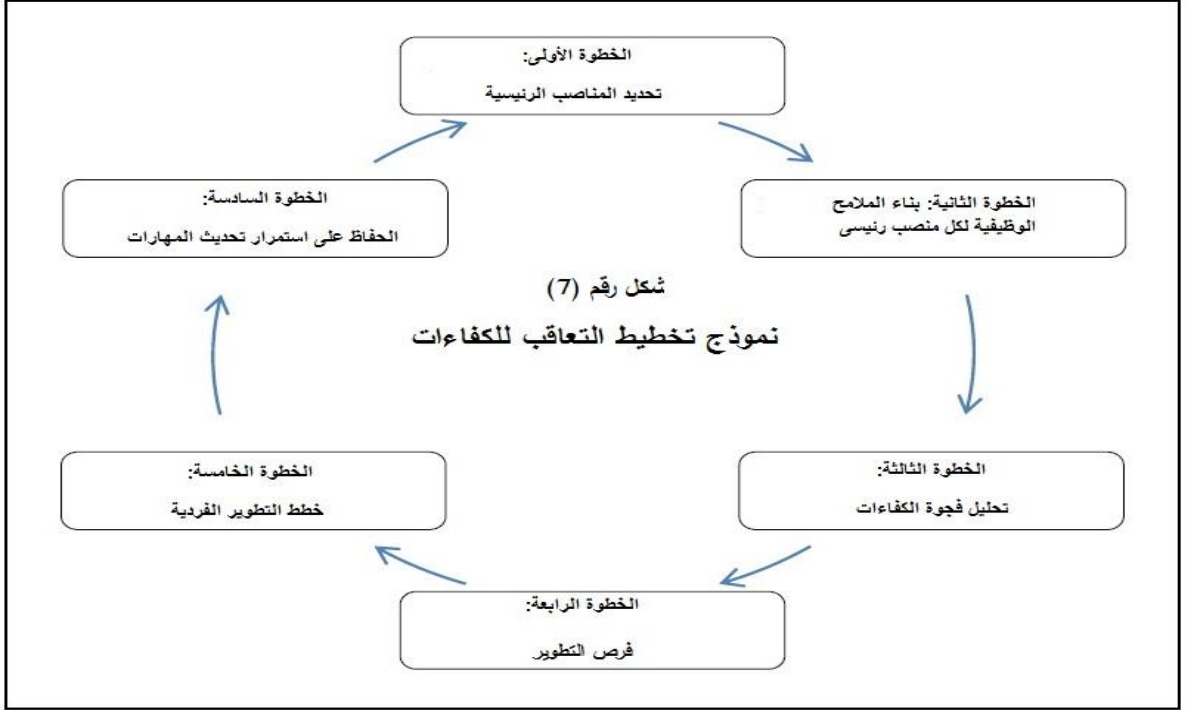 الخطوة الأولى:
تحديد المناصب الرئيسية
الخطوة الثانية: بناء الملامح
الوظيفية لكل منصب رئيسى
الخطوة الثالثة:
تحليل فجوة الكفاءات
الخطوة الرابعة:
فرص التطوير
الخطوة الخامسة:
خطط التطوير الفردية
الخطوة السادسة:
الحفاظ على استمرار تحديث المهارات
شكل رقم (7)
نموذج تخطيط التعاقب للكفاءات